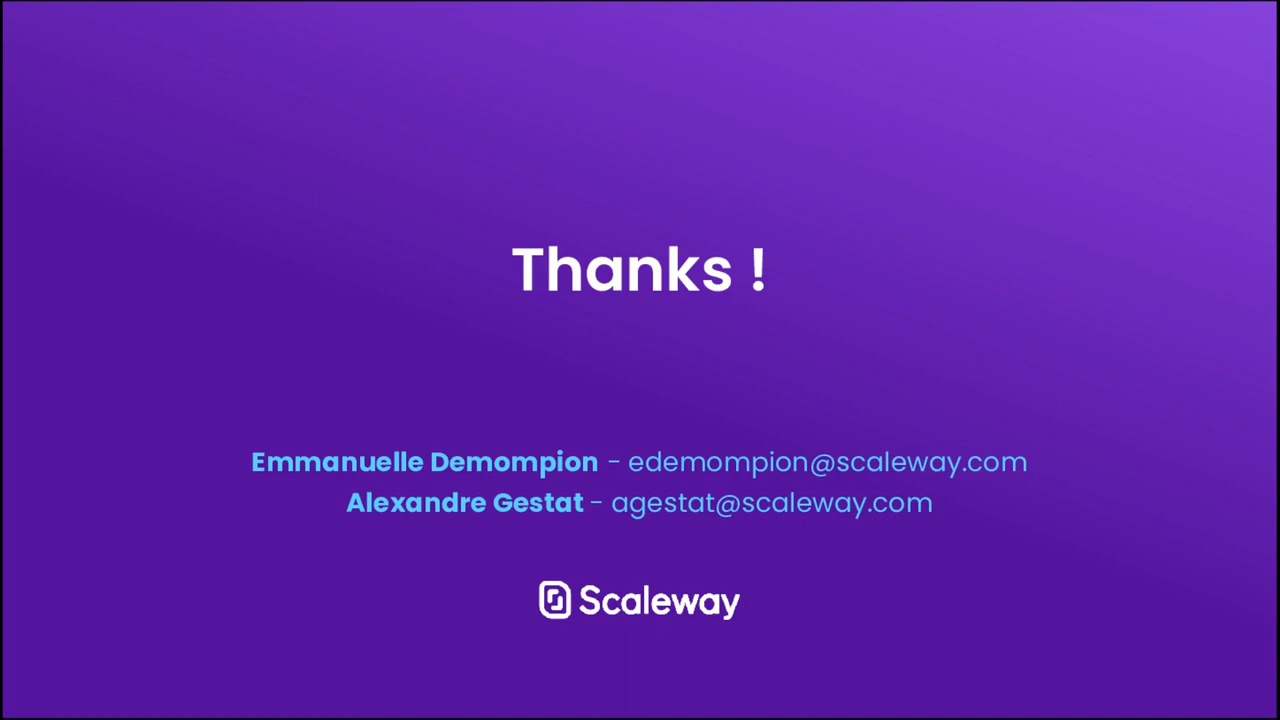 Thanks !
Emmanuelle Demompion - edemompion@scaleway.com
Alexandre Gestat - agestat@scaleway.com
Scaleway